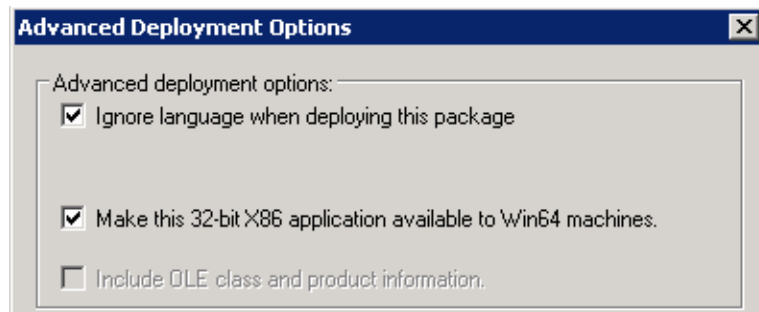 Advanced Deployment Options
Advanced deployment options:
Ignore language when deploying this package
Make this 32-bit X86 application available to Win64 machines.
Include OLE class and product information.